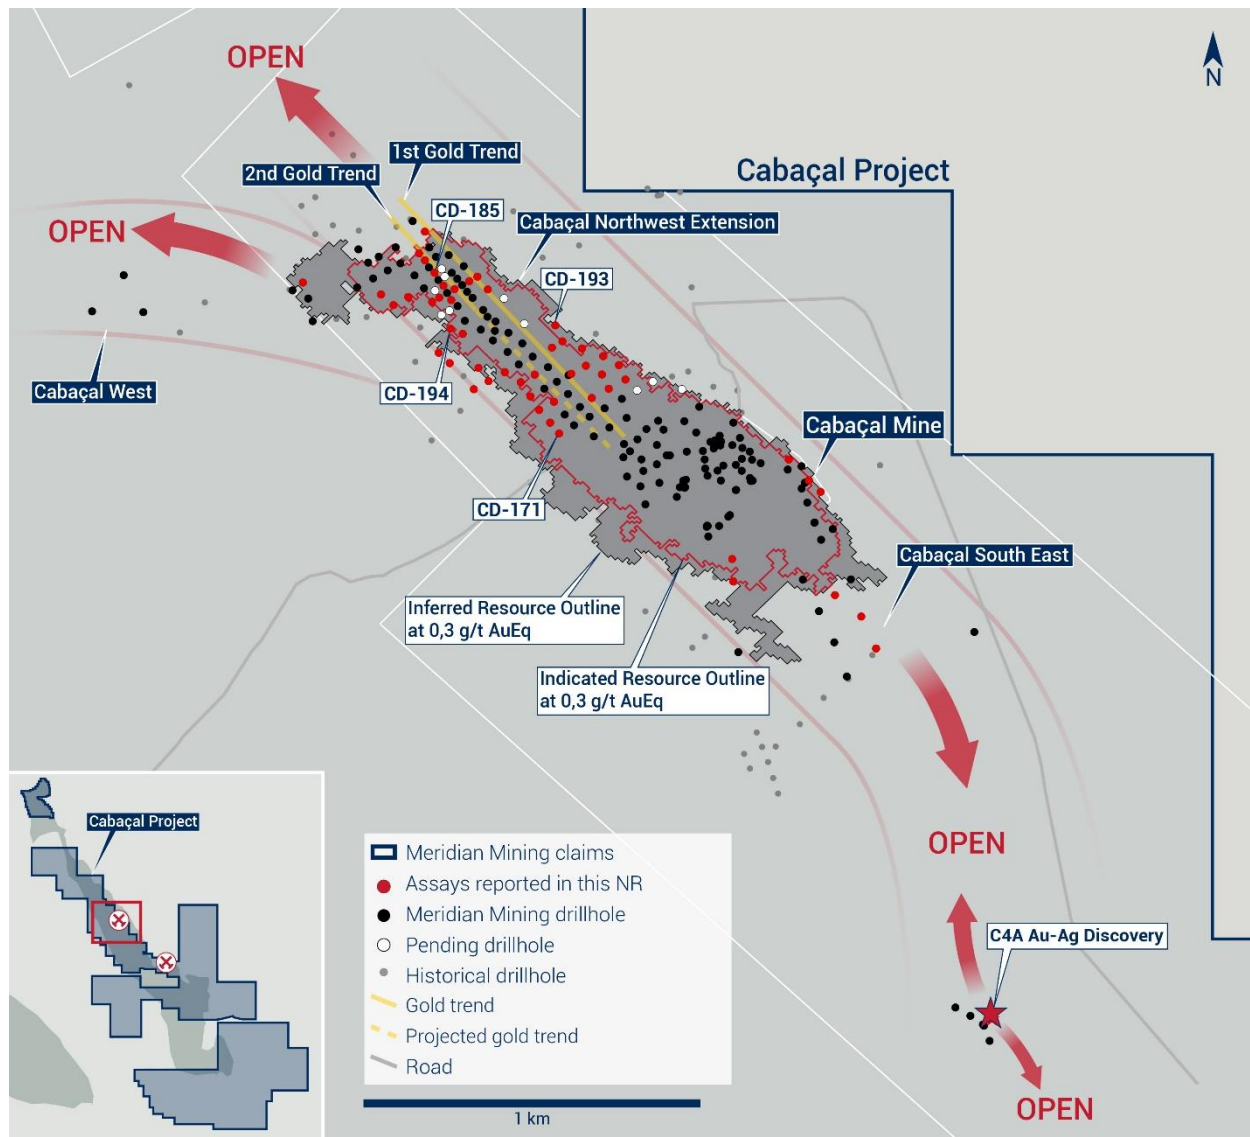 OPEN
N
1st Gold Trend
2nd Gold Trend
Cabaçal Project
CD-185
OPEN
Cabaçal Northwest Extension
CD-193
Cabaçal West
CD-194
Cabaçal Mine
CD-171
Cabaçal South East
Inferred Resource Outline
at 0,3 g/t AuEq
Indicated Resource Outline
at 0,3 g/t AuEq
Cabaçal Project
OPEN
Meridian Mining claims
Assays reported in this NR
Meridian Mining drillhole
Pending drillhole
Historical drillhole
Gold trend
Projected gold trend
Road
C4A Au-Ag Discovery
1 km
OPEN